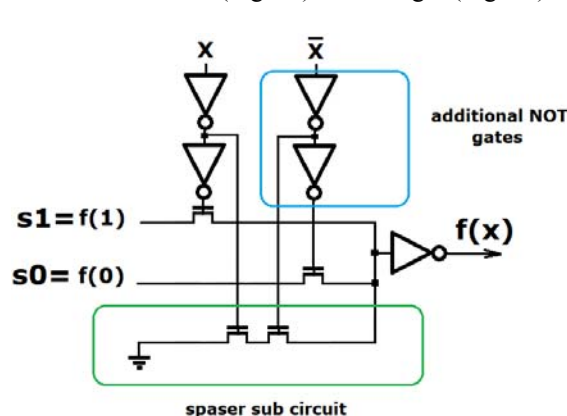 x
x̅
additional NOT
gates
s1= f(1)
f(x)
s0= f(0)
spaser sub circuit